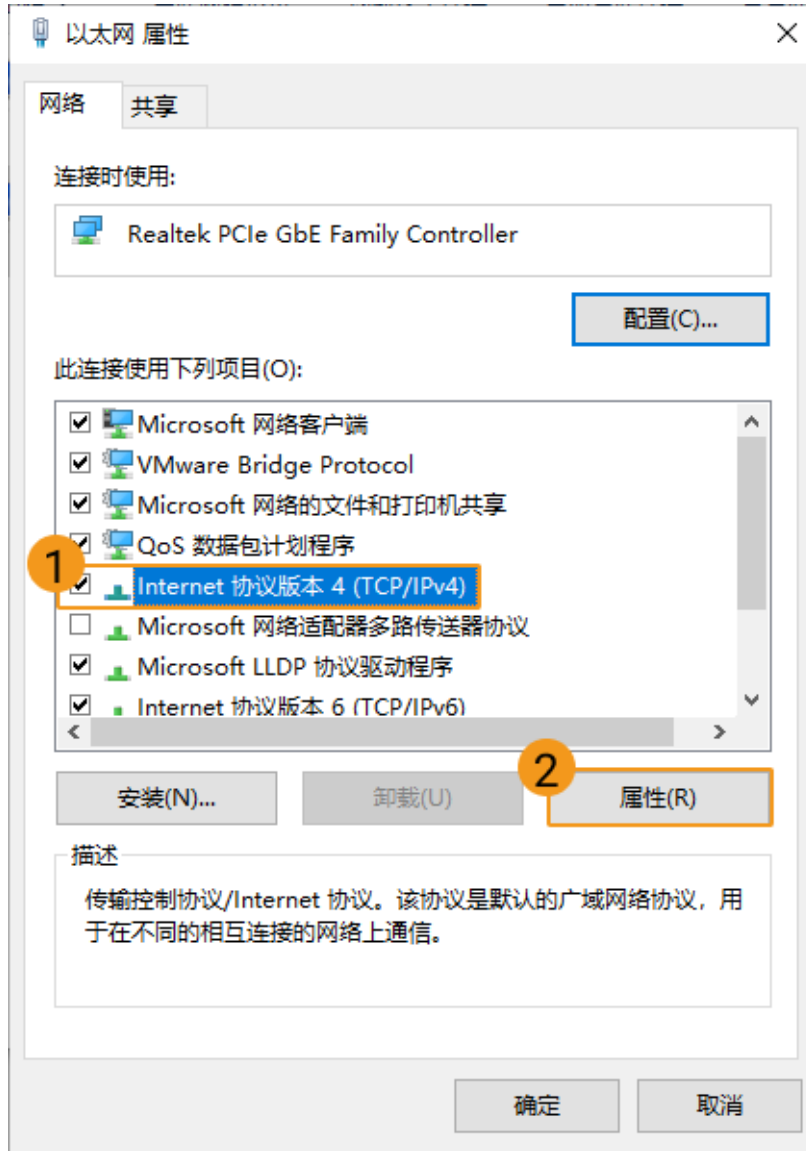 以太网 属性
网络
共享
连接时使用:
Realtek PCIe GbE Family Controller
配置(C)...
此连接使用下列项目(O):
Microsoft 网络客户端
VMware Bridge Protocol
Microsoft 网络的文件和打印机共享
QoS 数据包计划程序
1
Internet 协议版本 4 (TCP/IPv4)
Microsoft 网络适配器多路传送器协议
Microsoft LLDP 协议驱动程序
Internet 协议版本 6 (TCP/IPv6)
2
安装(N)...
卸载(U)
属性(R)
描述
传输控制协议/Internet 协议。该协议是默认的广域网络协议，用
于在不同的相互连接的网络上通信。
确定
取消